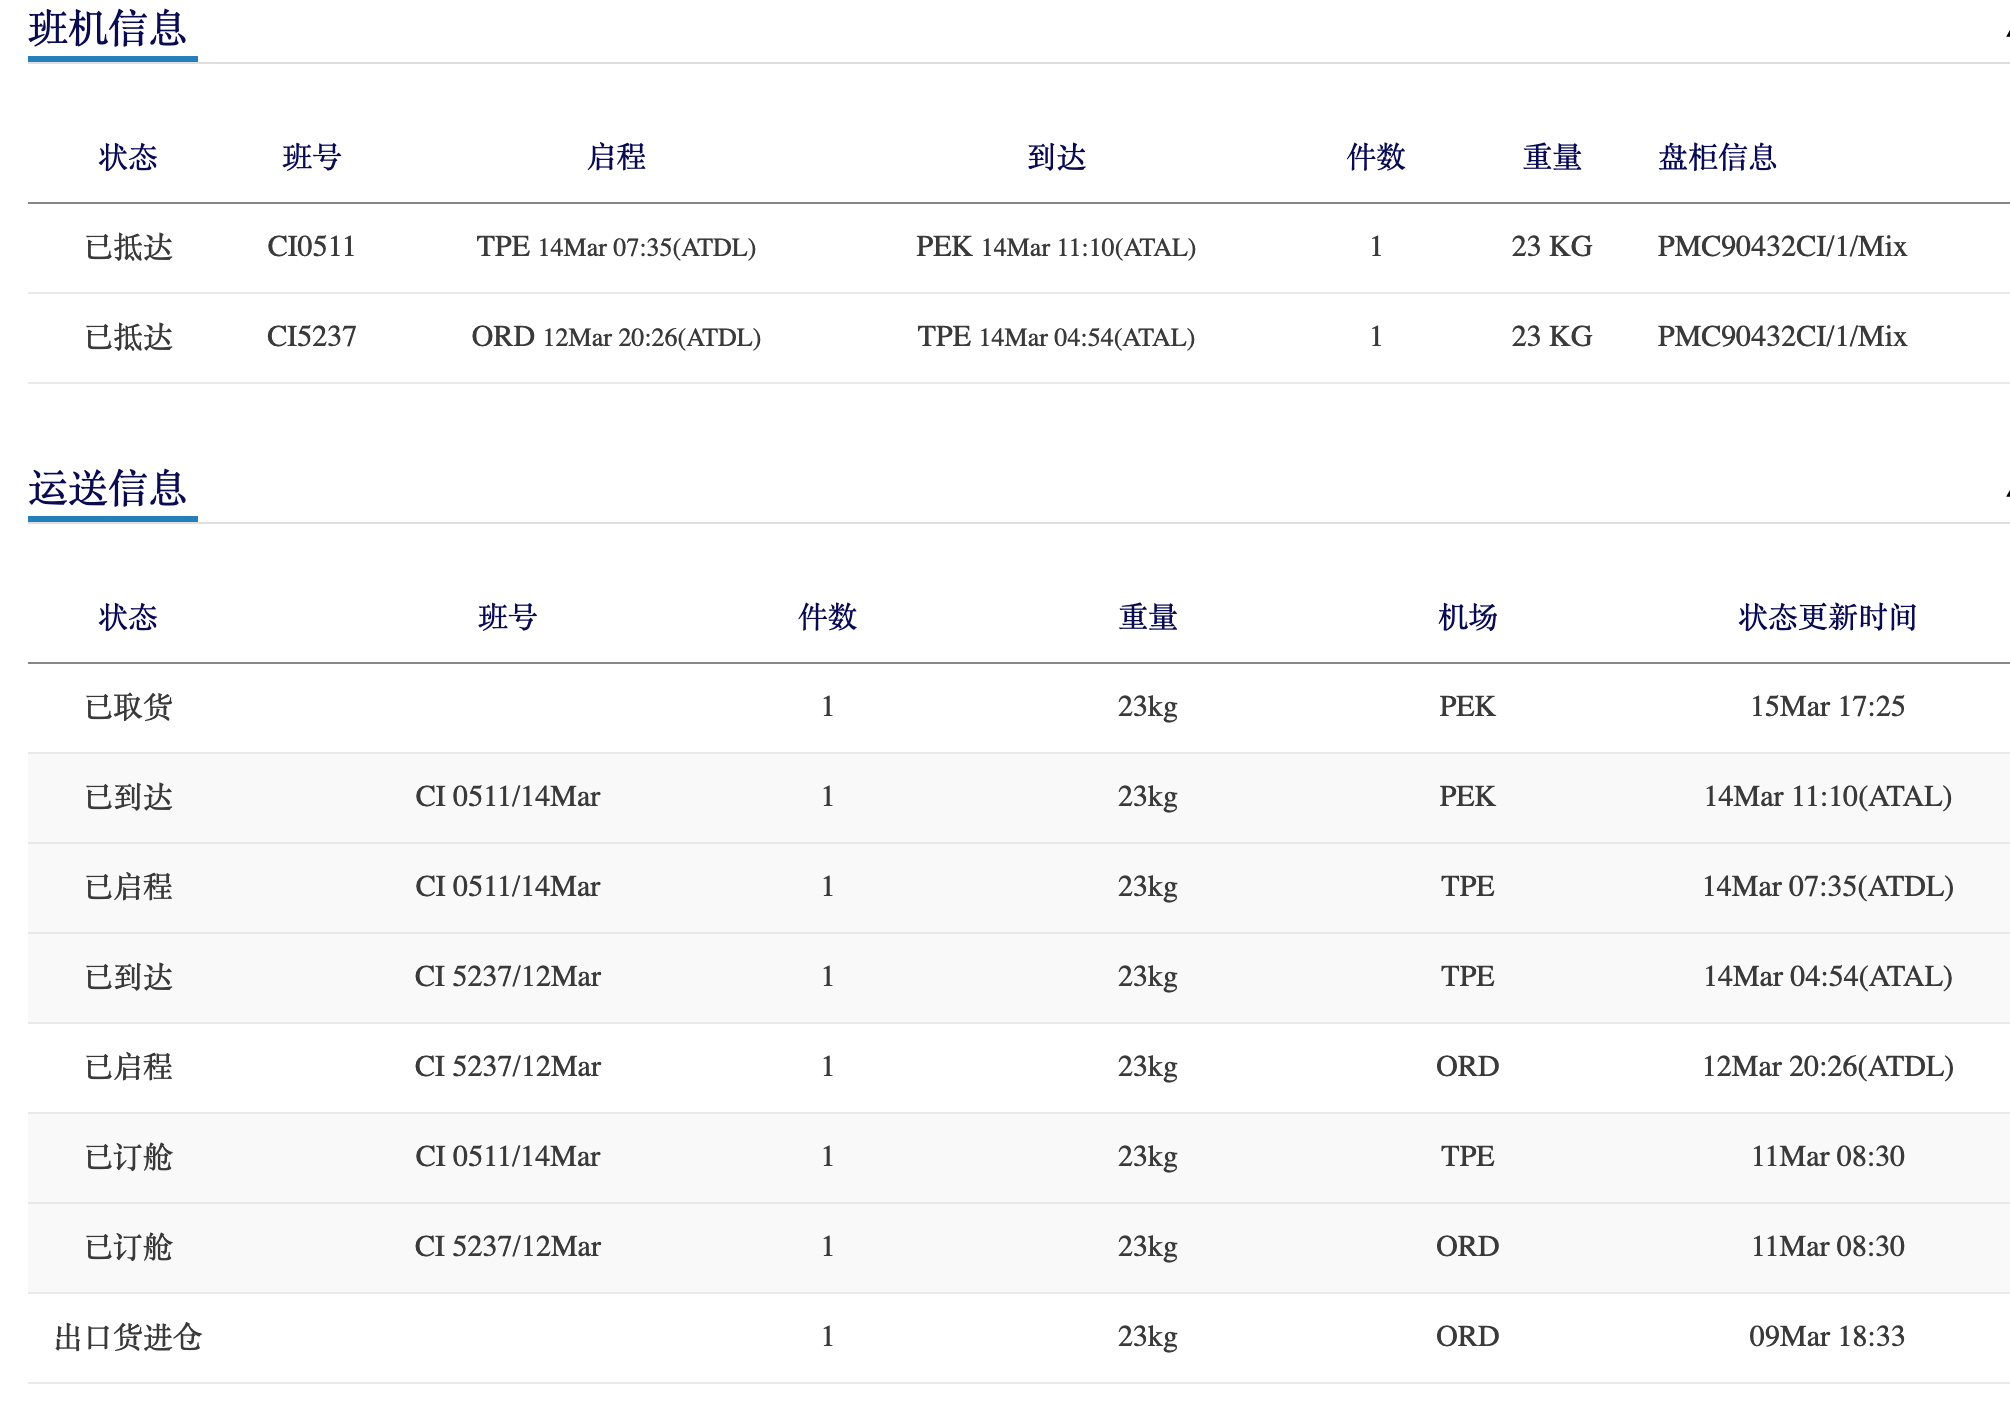 班机信息
状态 班号 启程 到达 件数 重量 盘柜信息
已抵达 CI0511 TPE 14Mar 07:35(ATDL) PEK 14Mar 11:10(ATAL) 1 23 KG PMC90432CI/1/Mix
已抵达 CI5237 ORD 12Mar 20:26(ATDL) TPE 14Mar 04:54(ATAL) 1 23 KG PMC90432CI/1/Mix
运送信息
状态 班号 件数 重量 机场 状态更新时间
已取货 1 23kg PEK 15Mar 17:25
已到达 CI 0511/14Mar 1 23kg PEK 14Mar 11:10(ATAL)
已启程 CI 0511/14Mar 1 23kg TPE 14Mar 07:35(ATDL)
已到达 CI 5237/12Mar 1 23kg TPE 14Mar 04:54(ATAL)
已启程 CI 5237/12Mar 1 23kg ORD 12Mar 20:26(ATDL)
已订舱 CI 0511/14Mar 1 23kg TPE 11Mar 08:30
已订舱 CI 5237/12Mar 1 23kg ORD 11Mar 08:30
出口货进仓 1 23kg ORD 09Mar 18:33